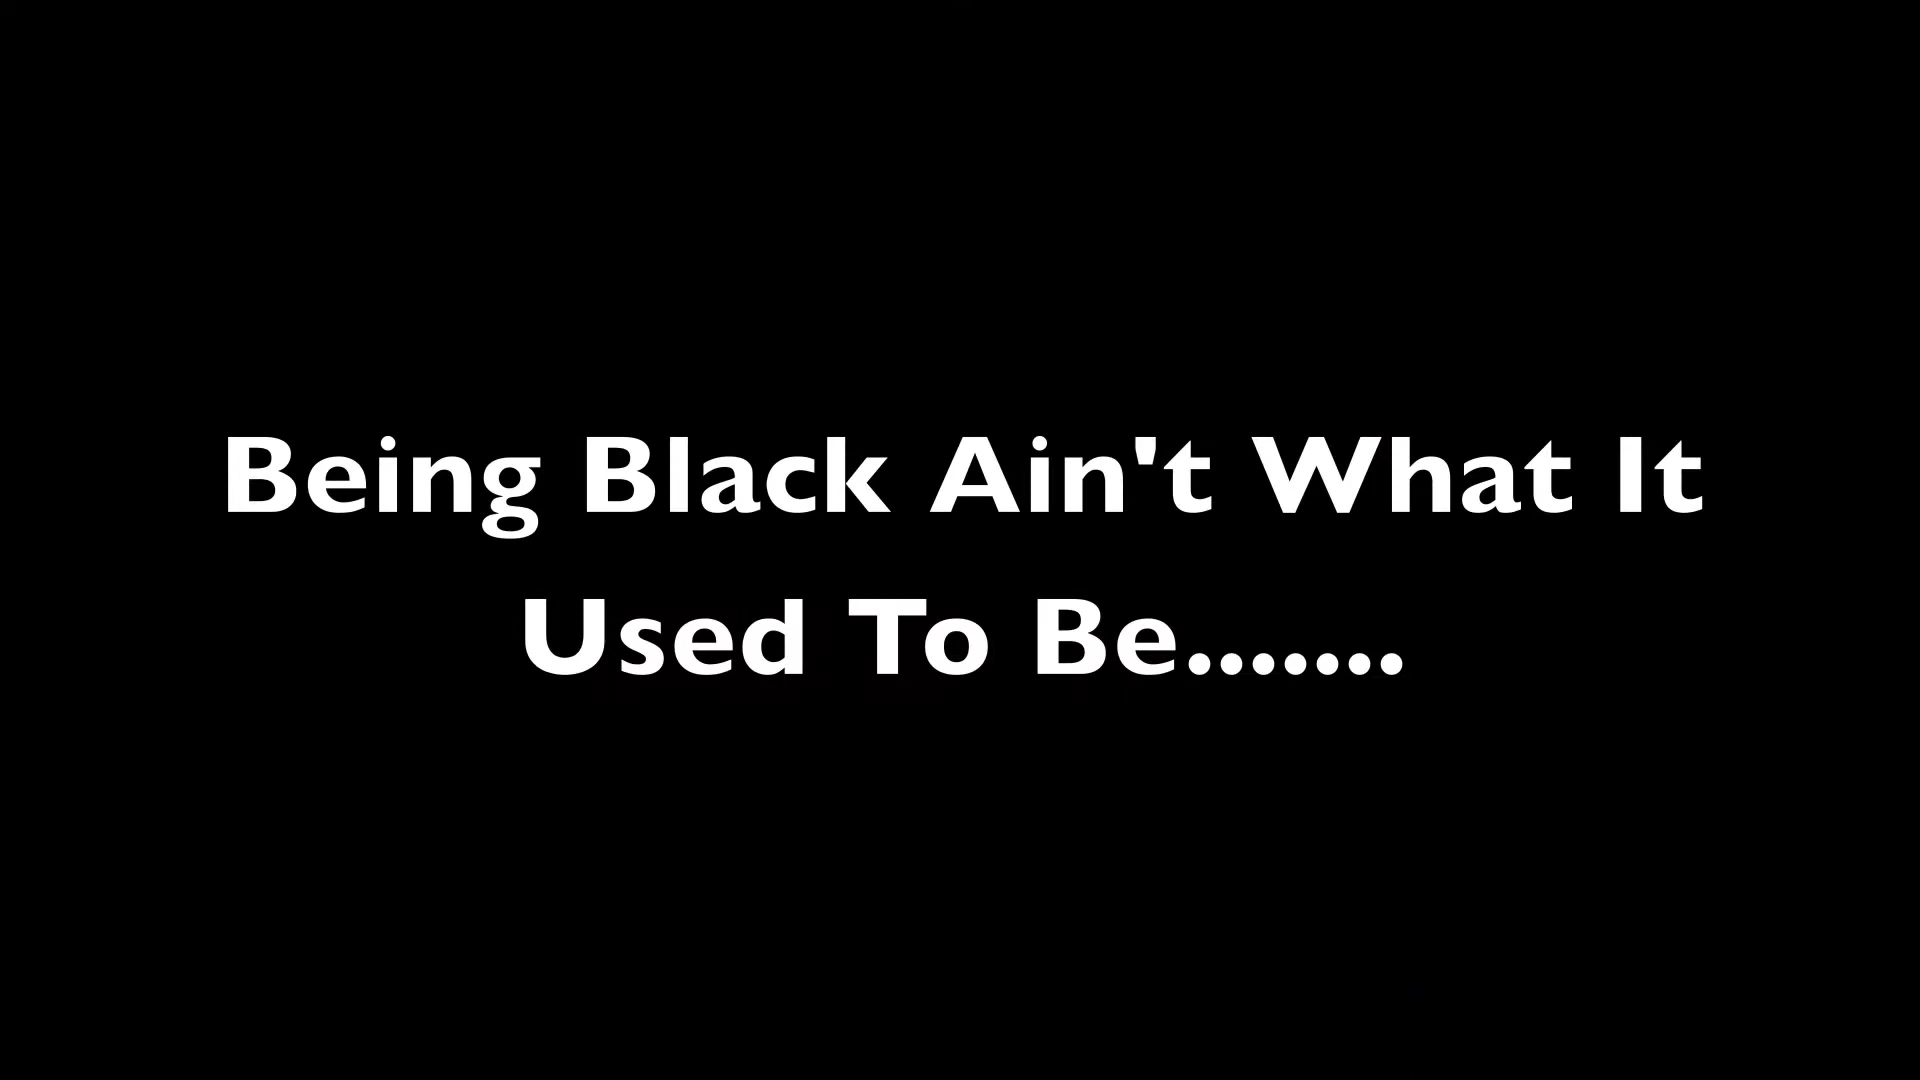 Being Black Ain't What It
Used To Be.......